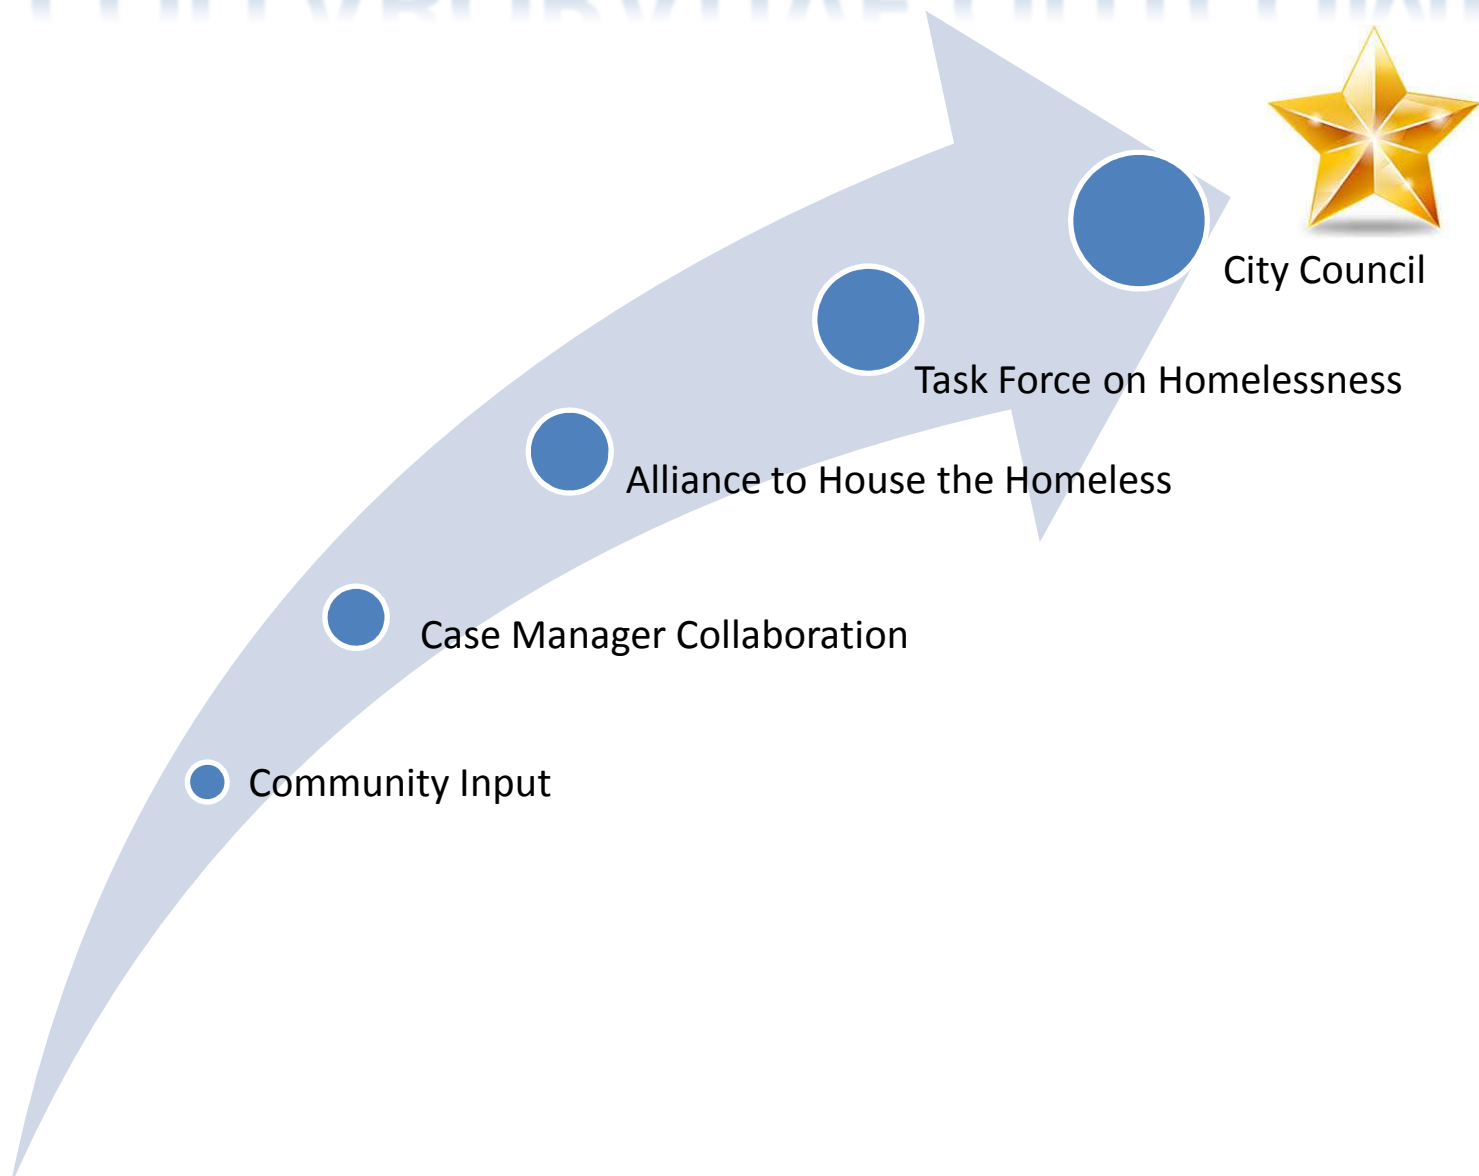 City Council
Task Force on Homelessness
Alliance to House the Homeless
Case Manager Collaboration
Community Input